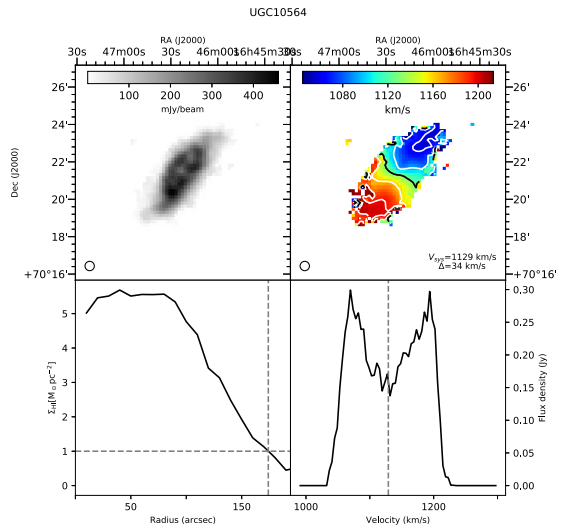 UGC10564
RA (J2000)
RA (J2000)
30s 47m00s 30s 46m00s 16h45m30s
30s 47m00s 30s 46m00s 16h45m30s
26'
24'
22'
20'
18'
+70°16'
Dec (J2000)
100 200 300 400
mJy/beam
1080 1120 1160 1200
km/s
26'
24'
22'
20'
18'
+70°16'
Vsys=1129 km/s
Δ=34 km/s
5
4
3
2
1
0
ΣHI[M⊙pc−2]
50 150
Radius (arcsec)
0.30
0.25
0.20
0.15
0.10
0.05
0.00
Flux density (Jy)
1000 1200
Velocity (km/s)